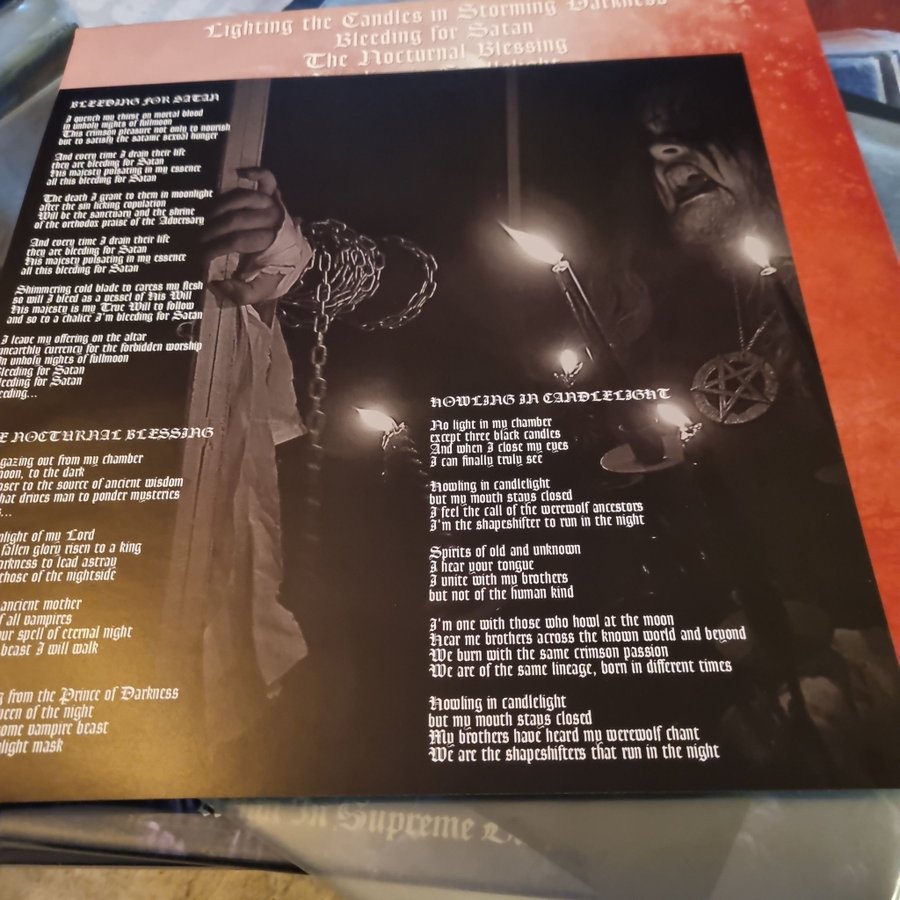 Lighting the Candles in Storming Darkness
Bleeding for Satan
The Nocturnal Blessing
BLEEDING FOR SATAN
I quench my thirst on mortal blood
in unholy nights of fullmoon
This crimson pleasure not only to nourish
but to satisfy the satanic sexual hunger
And every time I drain their life
they are bleeding for Satan
His majesty pulsating in my essence
all this bleeding for Satan
The death I grant to them in moonlight
after the sin licking copulation
Will be the sanctuary and the shrine
of the orthodox praise of the Adversary
And every time I drain their life
they are bleeding for Satan
His majesty pulsating in my essence
all this bleeding for Satan
Shimmering cold blade to caress my flesh
so will I bleed as a vessel of His Will
His majesty is my True Will to follow
and so to a chalice I'm bleeding for Satan
I leave my offering on the altar
unearthly currency for the forbidden worship
In unholy nights of fullmoon
Bleeding for Satan
Bleeding for Satan
NOCTURNAL BLESSING
gazing out from my chamber
moon, to the dark
to the source of ancient wisdom
that drives man to ponder mysteries
of my Lord
fallen glory risen to a king
to lead astray
those of the nightside
ancient mother
of all vampires
spell of eternal night
beast I will walk
from the Prince of Darkness
of the night
vampire beast
mask
HOWLING IN CANDLELIGHT
No light in my chamber
except three black candles
And when I close my eyes
I can finally truly see
Howling in candlelight
but my mouth stays closed
I feel the call of the werewolf ancestors
I'm the shapeshifter to run in the night
Spirits of old and unknown
I hear your tongue
I unite with my brothers
but not of the human kind
I'm one with those who howl at the moon
Hear me brothers across the known world and beyond
We burn with the same crimson passion
We are of the same lineage, born in different times
Howling in candlelight
but my mouth stays closed
My brothers have heard my werewolf chant
We are the shapeshifters that run in the night
In Supreme